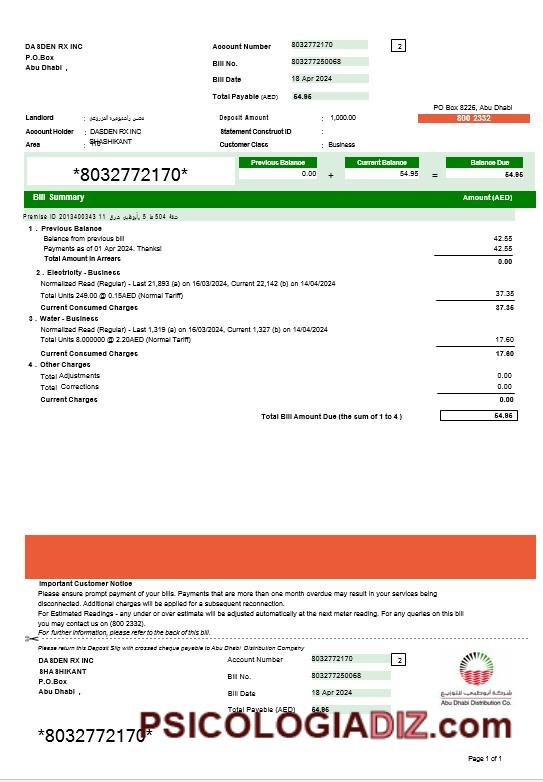 DASDEN RX INC
P.O.Box
Abu Dhabi ,
Account Number 8032772170 2
Bill No. 803277250068
Bill Date 18 Apr 2024
Total Payable (AED) 54.95
PO Box 8226, Abu Dhabi
800 2332
Landlord :
Deposit Amount : 1,000.00
Account Holder : DASDEN RX INC
SHASHIKANT
Statement Construct ID :
Area :
Customer Class : Business
*8032772170*
Previous Balance Current Balance Balance Due
0.00 + 54.95 = 54.95
Bill Summary Amount (AED)
Premise ID 2013400343
1 . Previous Balance
Balance from previous bill 42.55
Payments as of 01 Apr 2024. Thanks! 42.55
Total Amount in Arrears 0.00
2 . Electricity - Business
Normalized Read (Regular) - Last 21,893 (a) on 16/03/2024, Current 22,142 (b) on 14/04/2024
Total Units 249.00 @ 0.15AED (Normal Tariff) 37.35
Current Consumed Charges 37.35
3 . Water - Business
Normalized Read (Regular) - Last 1,319 (a) on 16/03/2024, Current 1,327 (b) on 14/04/2024
Total Units 8.000000 @ 2.20AED (Normal Tariff) 17.60
Current Consumed Charges 17.60
4 . Other Charges
Total Adjustments 0.00
Total Corrections 0.00
Current Charges 0.00
Total Bill Amount Due (the sum of 1 to 4 ) 54.95
Important Customer Notice
Please ensure prompt payment of your bills. Payments that are more than one month overdue may result in your services being
disconnected. Additional charges will be applied for a subsequent reconnection.
For Estimated Readings - any under or over estimate will be adjusted automatically at the next meter reading. For any queries on this bill
you may contact us on (800 2332).
For further information, please refer to the back of this bill.
Please return this Deposit Slip with crossed cheque payable to Abu Dhabi Distribution Company
DASDEN RX INC
SHASHIKANT
P.O.Box
Abu Dhabi ,
Account Number 8032772170 2
Bill No. 803277250068
Bill Date 18 Apr 2024
Total Payable (AED) 54.95
شركة أبوظبي للتوزيع
Abu Dhabi Distribution Co.
PSICOLOGIADIZ.com
*8032772170*
Page 1 of 1